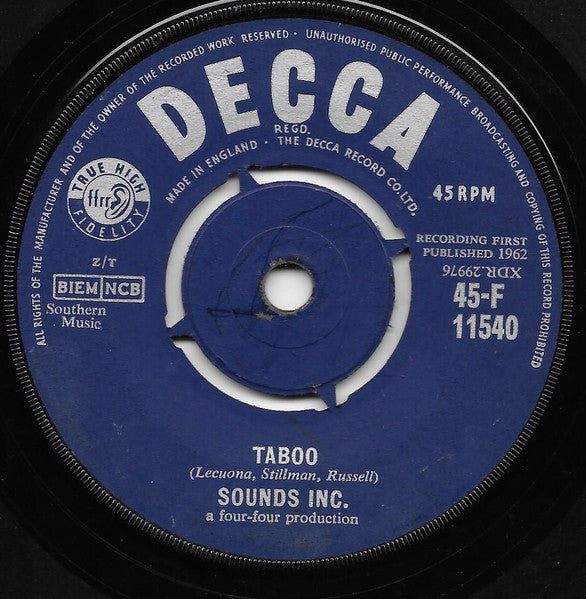 ALL RIGHTS OF THE MANUFACTURER AND OF THE OWNER OF THE RECORDED WORK RESERVED · UNAUTHORISED PUBLIC PERFORMANCE BROADCASTING AND COPYING OF THIS RECORD PROHIBITED
DECCA
REGD.
MADE IN ENGLAND · THE DECCA RECORD CO. LTD.
TRUE HIGH
ffrr
FIDELITY
45 RPM
RECORDING FIRST
PUBLISHED 1962
XDR.29976
Z/T
BIEM NCB
Southern
Music
45-F
11540
TABOO
(Lecuona, Stillman, Russell)
SOUNDS INC.
a four-four production